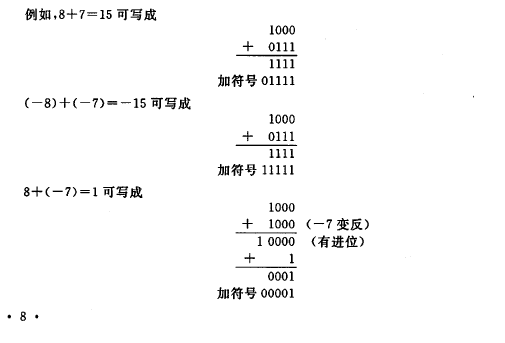 例如,8+7=15 可写成
1000
+ 0111
1111
加符号 01111
(-8)+(-7)=-15 可写成
1000
+ 0111
1111
加符号 11111
8+(-7)=1 可写成
1000
+ 1000 (-7 变反)
1 0000 (有进位)
+ 1
0001
加符号 00001
· 8 ·